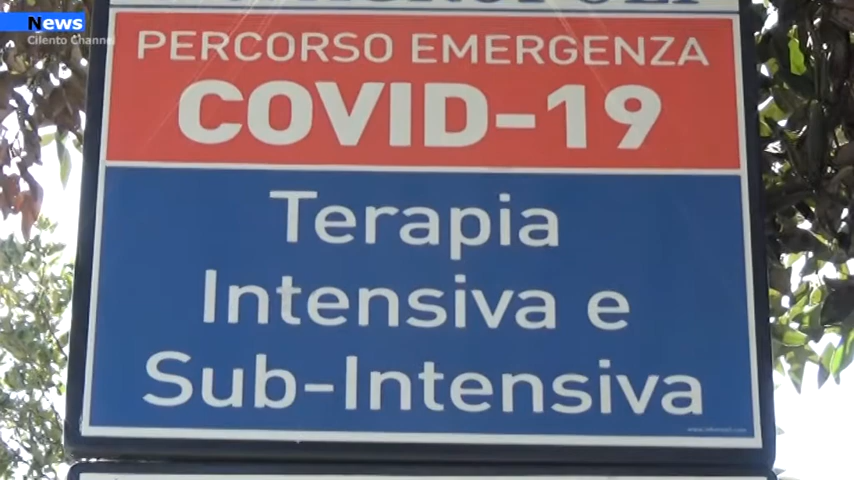 News
Cilento Channel
PERCORSO EMERGENZA
COVID-19
Terapia
Intensiva e
Sub-Intensiva